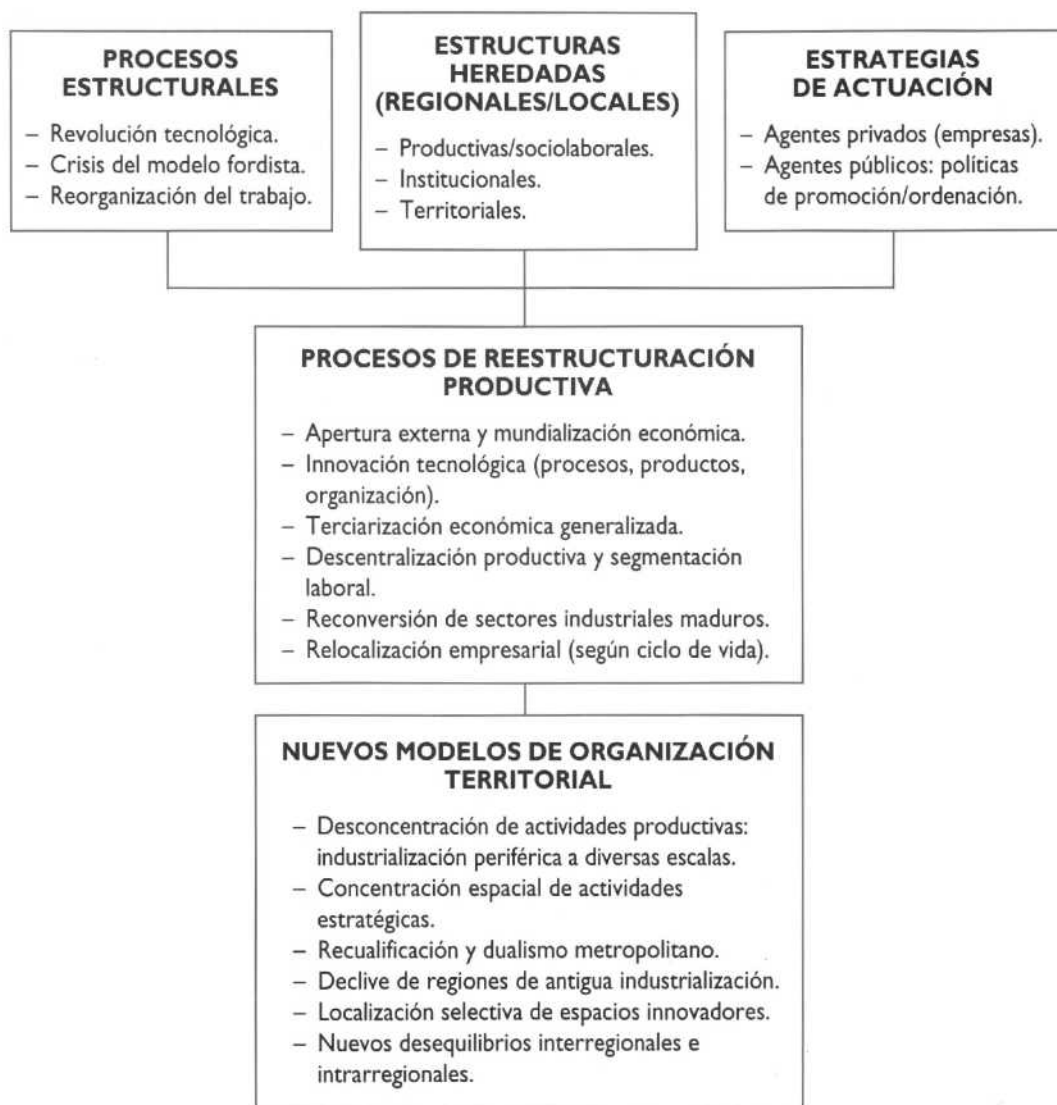 PROCESOS
ESTRUCTURALES
– Revolución tecnológica.
– Crisis del modelo fordista.
– Reorganización del trabajo.
ESTRUCTURAS
HEREDADAS
(REGIONALES/LOCALES)
– Productivas/sociolaborales.
– Institucionales.
– Territoriales.
ESTRATEGIAS
DE ACTUACIÓN
– Agentes privados (empresas).
– Agentes públicos: políticas
de promoción/ordenación.
PROCESOS DE REESTRUCTURACIÓN
PRODUCTIVA
– Apertura externa y mundialización económica.
– Innovación tecnológica (procesos, productos,
organización).
– Terciarización económica generalizada.
– Descentralización productiva y segmentación
laboral.
– Reconversión de sectores industriales maduros.
– Relocalización empresarial (según ciclo de vida).
NUEVOS MODELOS DE ORGANIZACIÓN
TERRITORIAL
– Desconcentración de actividades productivas:
industrialización periférica a diversas escalas.
– Concentración espacial de actividades
estratégicas.
– Recualificación y dualismo metropolitano.
– Declive de regiones de antigua industrialización.
– Localización selectiva de espacios innovadores.
– Nuevos desequilibrios interregionales e
intrarregionales.